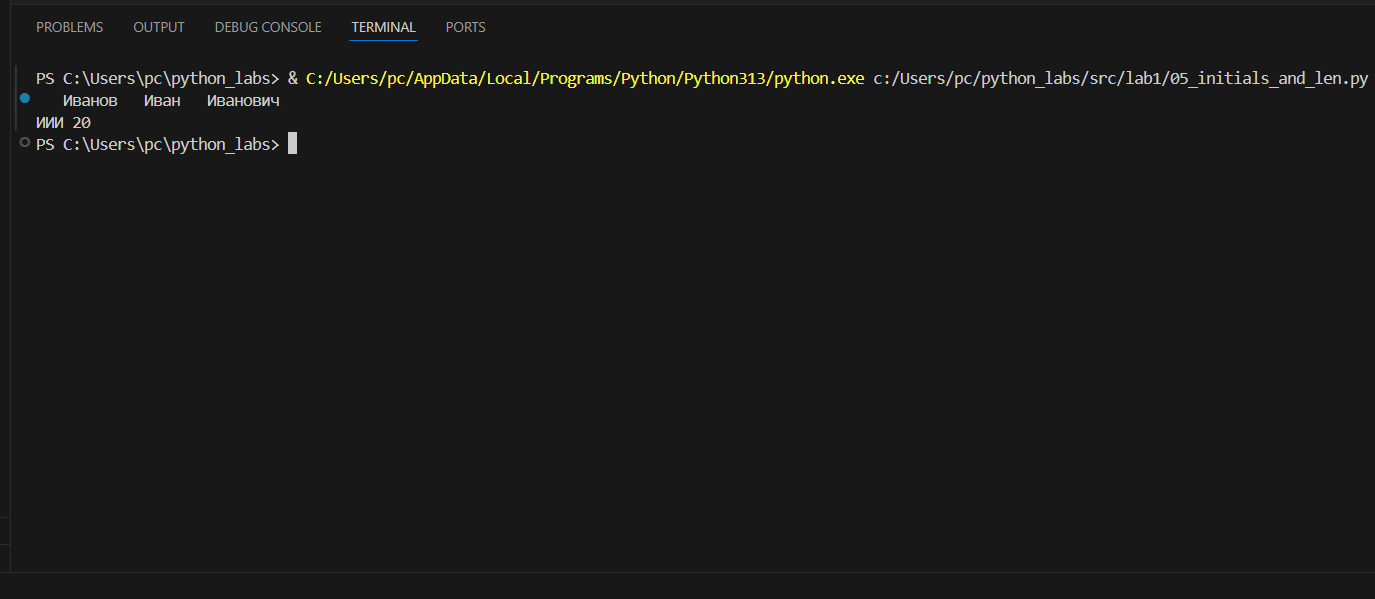 PROBLEMS OUTPUT DEBUG CONSOLE TERMINAL PORTS
PS C:\Users\pc\python_labs> & C:/Users/pc/AppData/Local/Programs/Python/Python313/python.exe c:/Users/pc/python_labs/src/lab1/05_initials_and_len.py
   Иванов   Иван   Иванович
ИИИ 20
PS C:\Users\pc\python_labs>